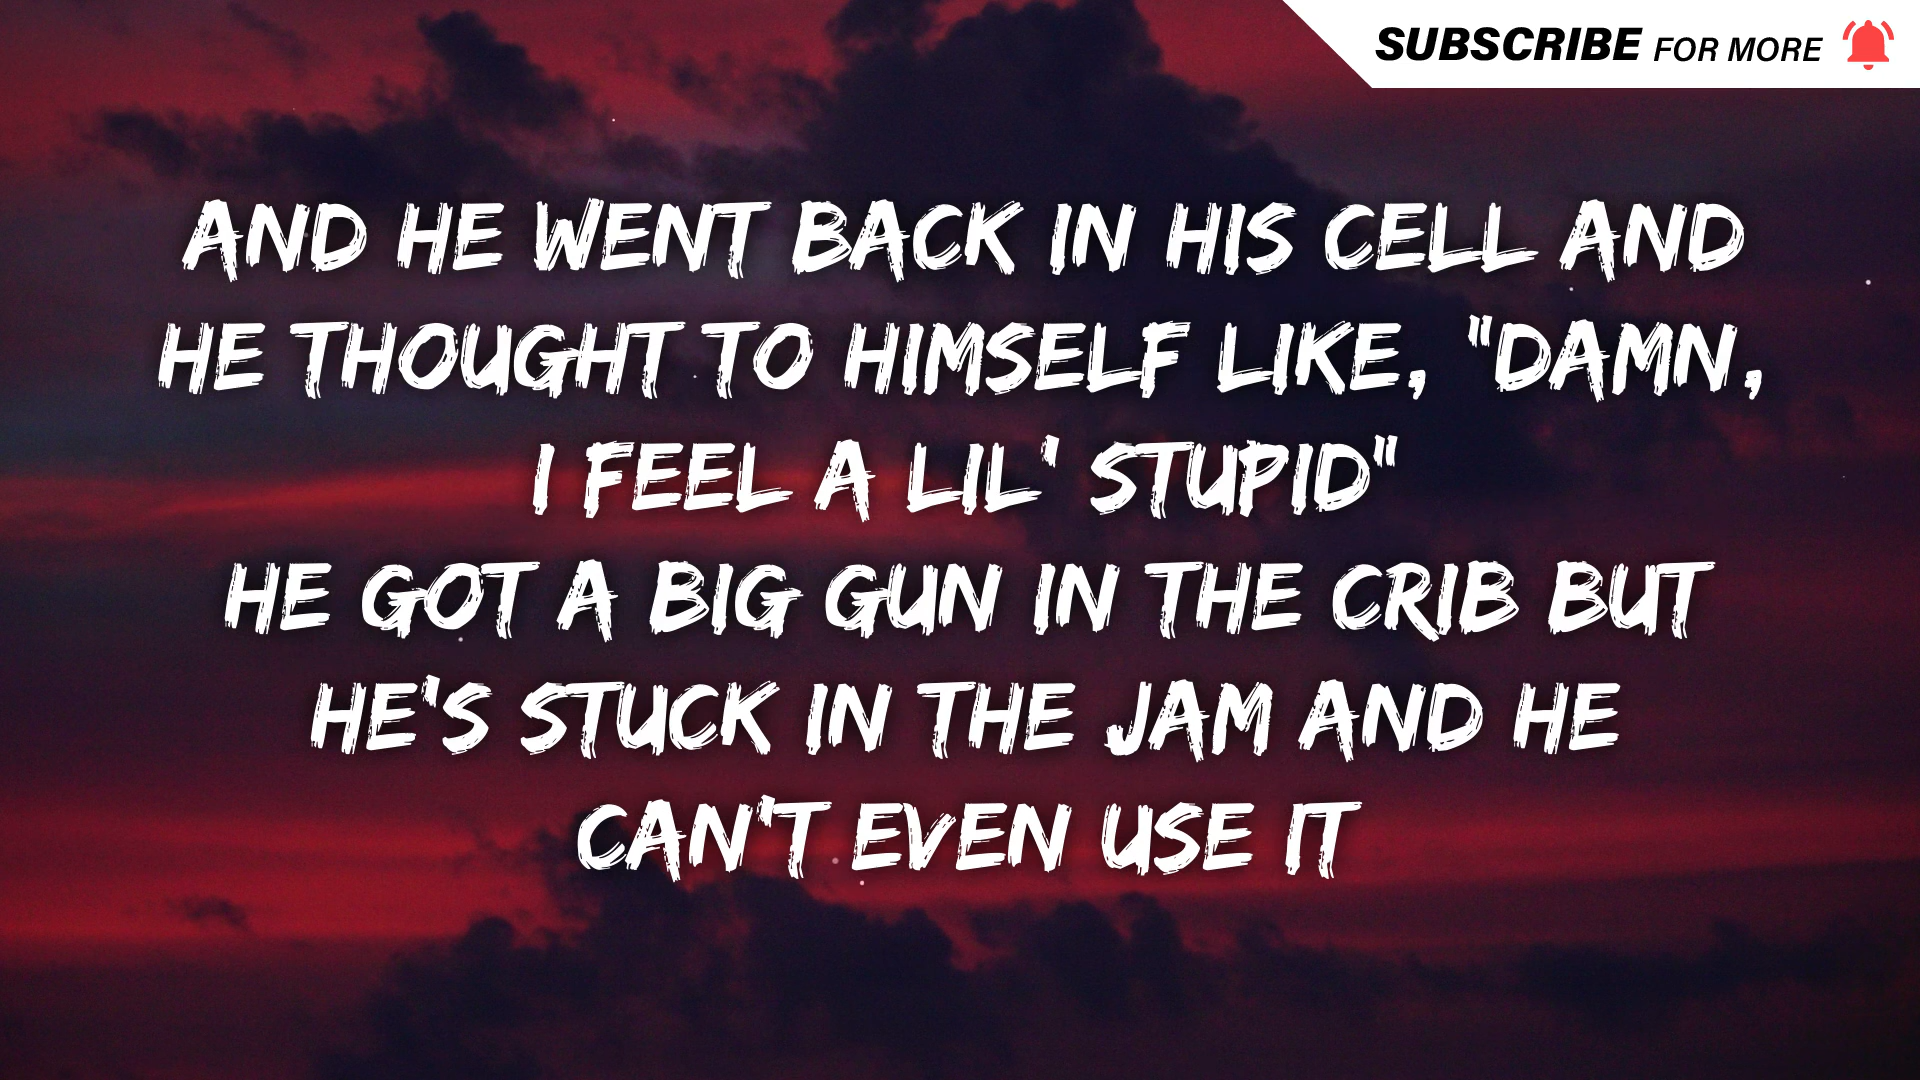 SUBSCRIBE FOR MORE
AND HE WENT BACK IN HIS CELL AND
HE THOUGHT TO HIMSELF LIKE, "DAMN,
I FEEL A LIL' STUPID"
HE GOT A BIG GUN IN THE CRIB BUT
HE'S STUCK IN THE JAM AND HE
CAN'T EVEN USE IT